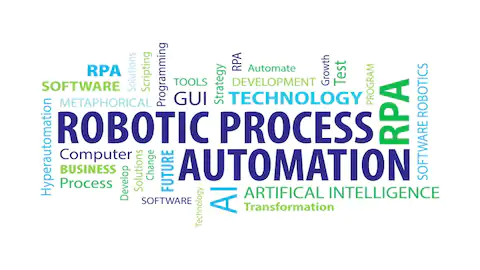 RPA
Solutions
Scripting
Programming
SOFTWARE
METAPHORICAL
TOOLS
GUI
Strategy
RPA
Automate
DEVELOPMENT
TECHNOLOGY
Growth
Test
PROGRAM
RPA
SOFTWARE ROBOTICS
Hyperautomation
ROBOTIC PROCESS
AUTOMATION
Computer
BUSINESS
Process
Develop
Solutions
Change
FUTURE
SOFTWARE
Technology
AI
ARTIFICAL INTELLIGENCE
Transformation